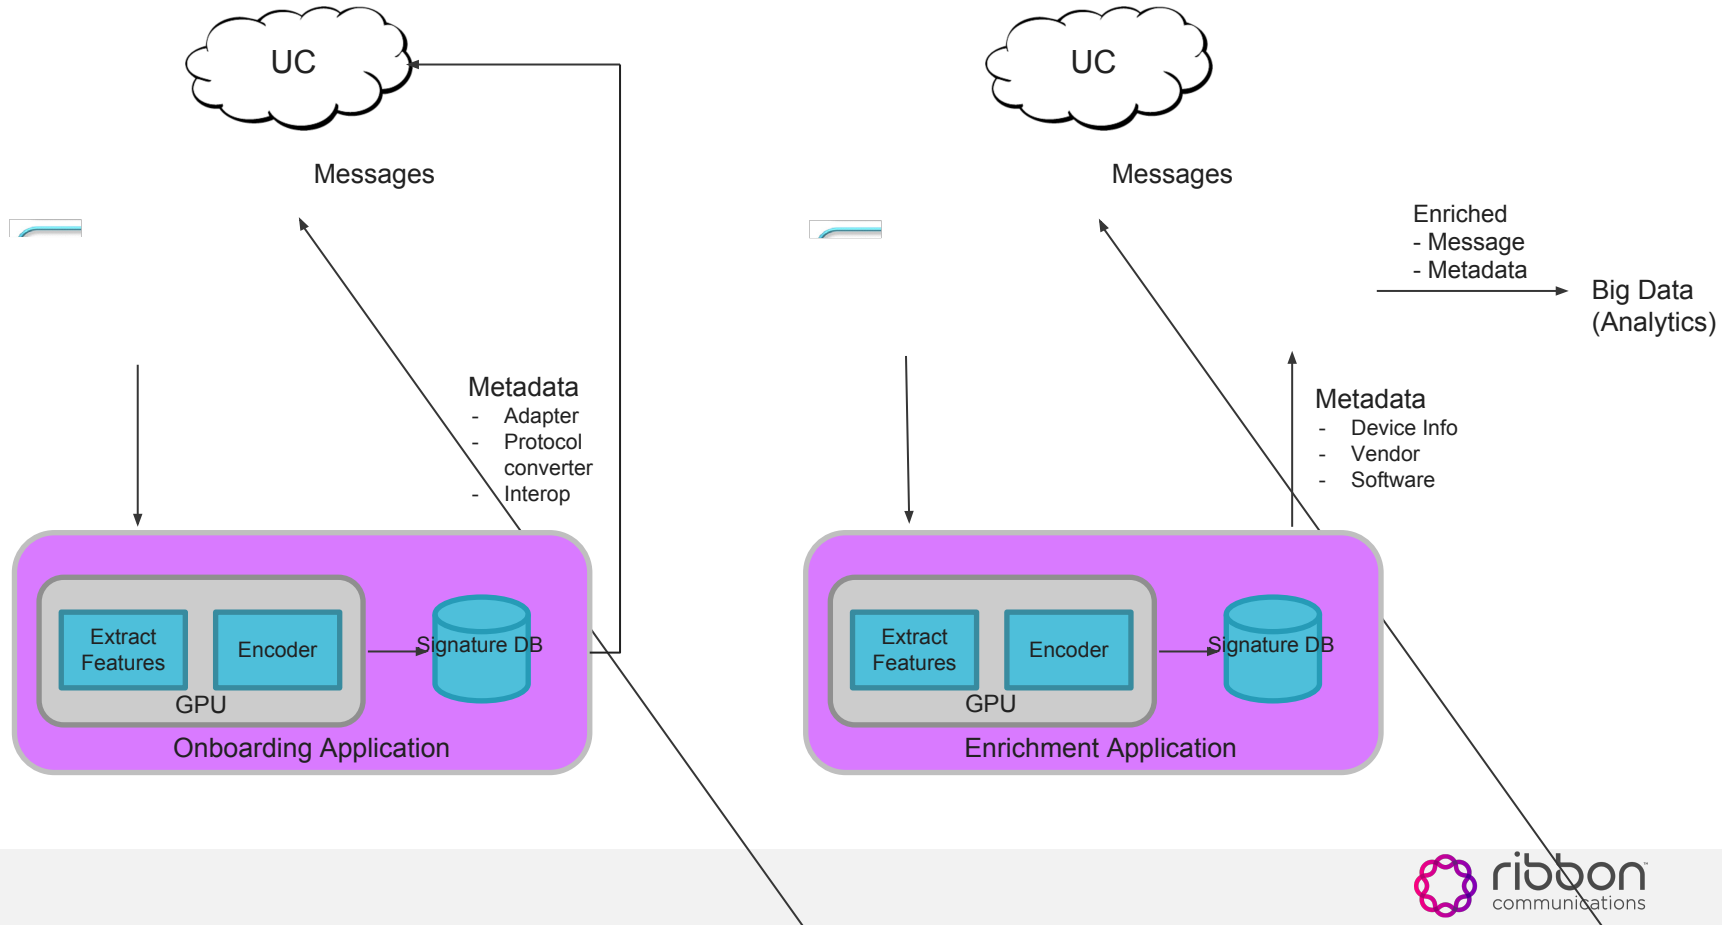 UC
Messages
Metadata
- Adapter
- Protocol
converter
- Interop
Extract
Features
Encoder
Signature DB
GPU
Onboarding Application
UC
Messages
Enriched
- Message
- Metadata
Big Data
(Analytics)
Metadata
- Device Info
- Vendor
- Software
Extract
Features
Encoder
Signature DB
GPU
Enrichment Application
ribbon
communications